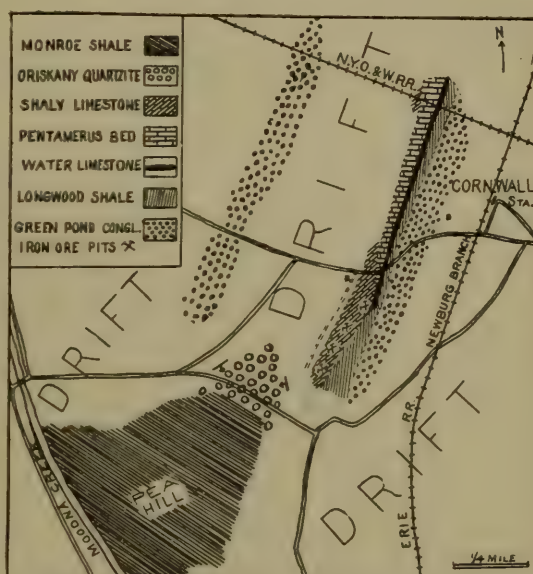 MONROE SHALE
ORISKANY QUARTZITE
SHALY LIMESTONE
PENTAMERUS BED
WATER LIMESTONE
LONGWOOD SHALE
GREEN POND CONGL.
IRON ORE PITS
N
N.Y.O. & W.RR.
CORNWALL
STA.
NEWBURG BRANCH
ERIE RR.
DRIFT
DRIFT
DRIFT
PEA
HILL
MOODNA CREEK
1/4 MILE